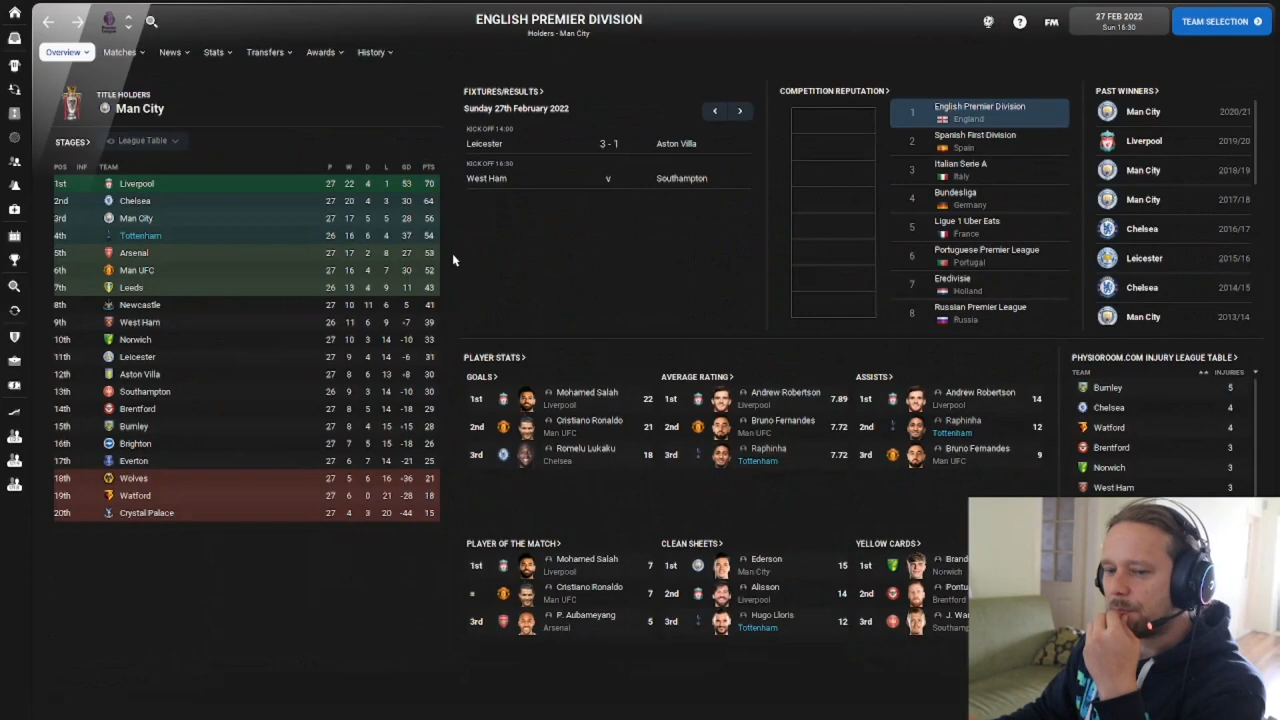 ENGLISH PREMIER DIVISION
Holders - Man City
FM
27 FEB 2022
Sun 16:30
TEAM SELECTION
Overview Matches News Stats Transfers Awards History
TITLE HOLDERS
Man City
STAGES> League Table
POS INF TEAM P W D L GD PTS
1st Liverpool 27 22 4 1 53 70
2nd Chelsea 27 20 4 3 30 64
3rd Man City 27 17 5 5 28 56
4th Tottenham 26 16 6 4 37 54
5th Arsenal 27 17 2 8 27 53
6th Man UFC 27 16 4 7 30 52
7th Leeds 26 13 4 9 11 43
8th Newcastle 27 10 11 6 5 41
9th West Ham 26 11 6 9 -7 39
10th Norwich 27 10 3 14 -10 33
11th Leicester 27 9 4 14 -6 31
12th Aston Villa 27 8 6 13 -8 30
13th Southampton 26 9 3 14 -10 30
14th Brentford 27 8 5 14 -18 29
15th Burnley 27 8 4 15 -15 28
16th Brighton 27 7 5 15 -18 26
17th Everton 27 6 7 14 -21 25
18th Wolves 27 5 6 16 -36 21
19th Watford 27 6 0 21 -28 18
20th Crystal Palace 27 4 3 20 -44 15
FIXTURES/RESULTS>
Sunday 27th February 2022
KICK OFF 14:00
Leicester 3 - 1 Aston Villa
KICK OFF 16:30
West Ham v Southampton
COMPETITION REPUTATION>
1 English Premier Division
England
2 Spanish First Division
Spain
3 Italian Serie A
Italy
4 Bundesliga
Germany
5 Ligue 1 Uber Eats
France
6 Portuguese Premier League
Portugal
7 Eredivisie
Holland
8 Russian Premier League
Russia
PAST WINNERS>
Man City 2020/21
Liverpool 2019/20
Man City 2018/19
Man City 2017/18
Chelsea 2016/17
Leicester 2015/16
Chelsea 2014/15
Man City 2013/14
PLAYER STATS>
GOALS>
1st Mohamed Salah 22
Liverpool
2nd Cristiano Ronaldo 21
Man UFC
3rd Romelu Lukaku 18
Chelsea
AVERAGE RATING>
1st Andrew Robertson 7.89
Liverpool
2nd Bruno Fernandes 7.72
Man UFC
3rd Raphinha 7.72
Tottenham
ASSISTS>
1st Andrew Robertson 14
Liverpool
2nd Raphinha 12
Tottenham
3rd Bruno Fernandes 9
Man UFC
PHYSIOROOM.COM INJURY LEAGUE TABLE>
TEAM INJURIES
Burnley 5
Chelsea 4
Watford 4
Brentford 3
Norwich 3
West Ham 3
PLAYER OF THE MATCH>
1st Mohamed Salah 7
Liverpool
= Cristiano Ronaldo 7
Man UFC
3rd P. Aubameyang 5
Arsenal
CLEAN SHEETS>
1st Ederson 15
Man City
2nd Alisson 14
Liverpool
3rd Hugo Lloris 12
Tottenham
YELLOW CARDS>
1st Brand
Norwich
2nd Pontu
Brentford
3rd J. Wa
Southamp